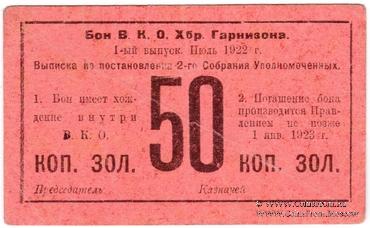 Бон В. К. О. Хбр. Гарнизона.
1-ый выпуск. Июль 1922 г.
Выписка из постановления 2-го Собрания Уполномоченных.
1. Бон имеет хож-
дение внутри
В. К. О.
50
2. Погашение бона
производится Прав-
лением не позже
1 янв. 1923 г.
КОП. ЗОЛ.
КОП. ЗОЛ.
Председатель
Казначей